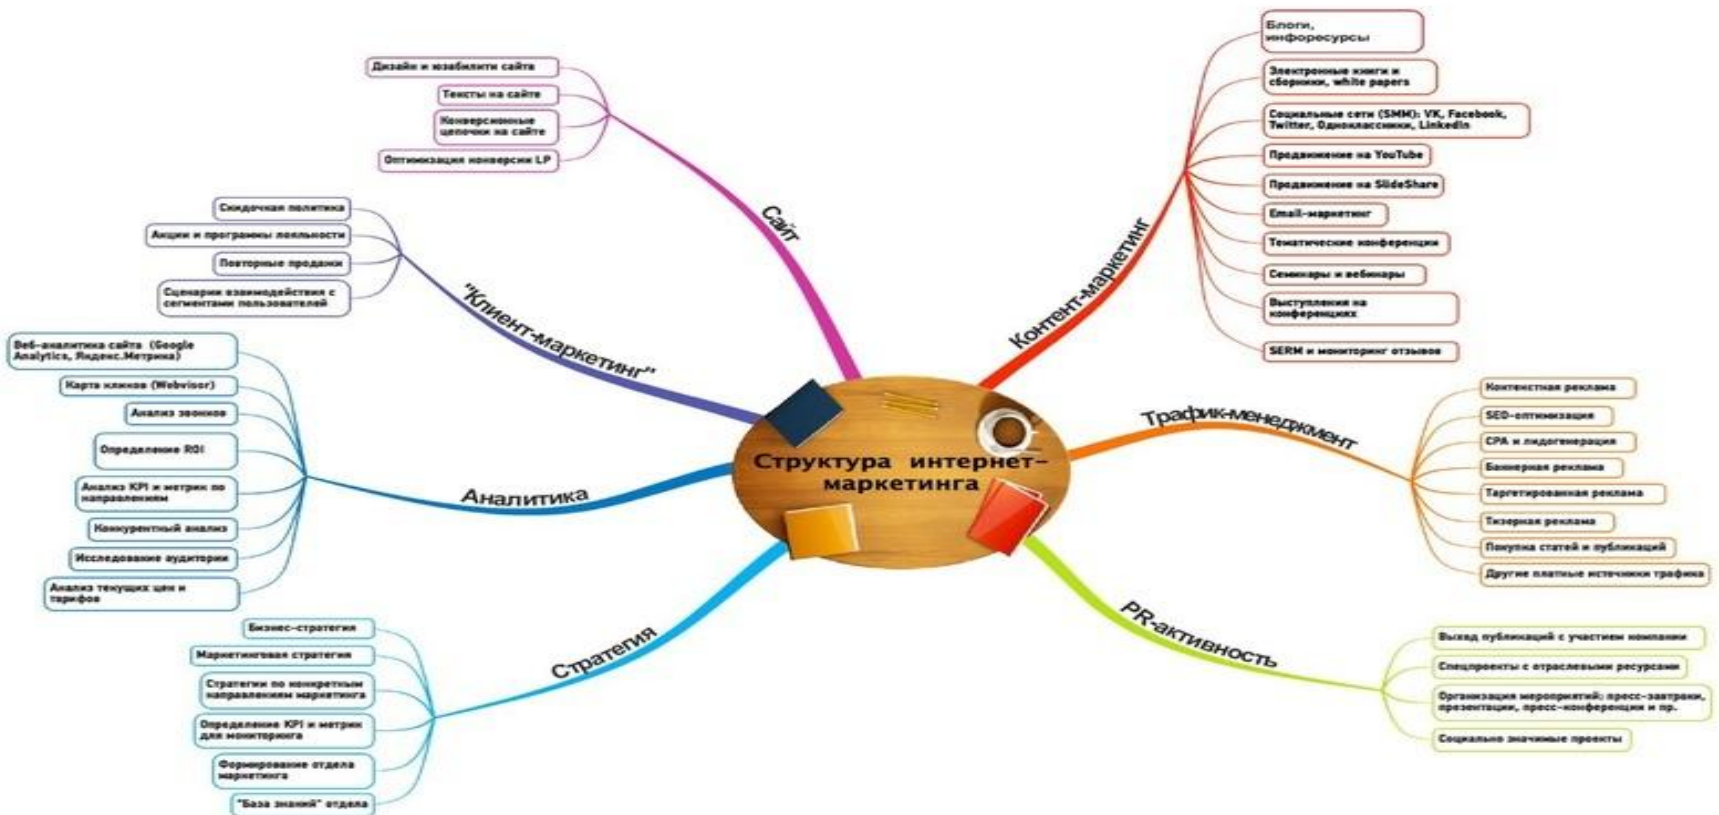 Структура интернет-
маркетинга
Сайт
Дизайн и юзабилити сайта
Тексты на сайте
Конверсионные
цепочки на сайте
Оптимизация конверсии LP
"Клиент-маркетинг"
Скидочная политика
Акции и программы лояльности
Повторные продажи
Сценарии взаимодействия с
сегментами пользователей
Аналитика
Веб-аналитика сайта (Google
Analytics, Яндекс.Метрика)
Карта кликов (Webvisor)
Анализ звонков
Определение ROI
Анализ KPI и метрик по
направлениям
Конкурентный анализ
Исследование аудитории
Анализ текущих цен и
тарифов
Стратегия
Бизнес-стратегия
Маркетинговая стратегия
Стратегии по конкретным
направлениям маркетинга
Определение KPI и метрик
для мониторинга
Формирование отдела
маркетинга
"База знаний" отдела
Контент-маркетинг
Блоги,
инфоресурсы
Электронные книги и
сборники, white papers
Социальные сети (SMM): VK, Facebook,
Twitter, Одноклассники, LinkedIn
Продвижение на YouTube
Продвижение на SlideShare
Email-маркетинг
Тематические конференции
Семинары и вебинары
Выступления на
конференциях
SERM и мониторинг отзывов
Трафик-менеджмент
Контекстная реклама
SEO-оптимизация
CPA и лидогенерация
Баннерная реклама
Таргетированная реклама
Тизерная реклама
Покупка статей и публикаций
Другие платные источники трафика
PR-активность
Выход публикаций с участием компании
Спецпроекты с отраслевыми ресурсами
Организация мероприятий: пресс-завтраки,
презентации, пресс-конференции и пр.
Социально значимые проекты